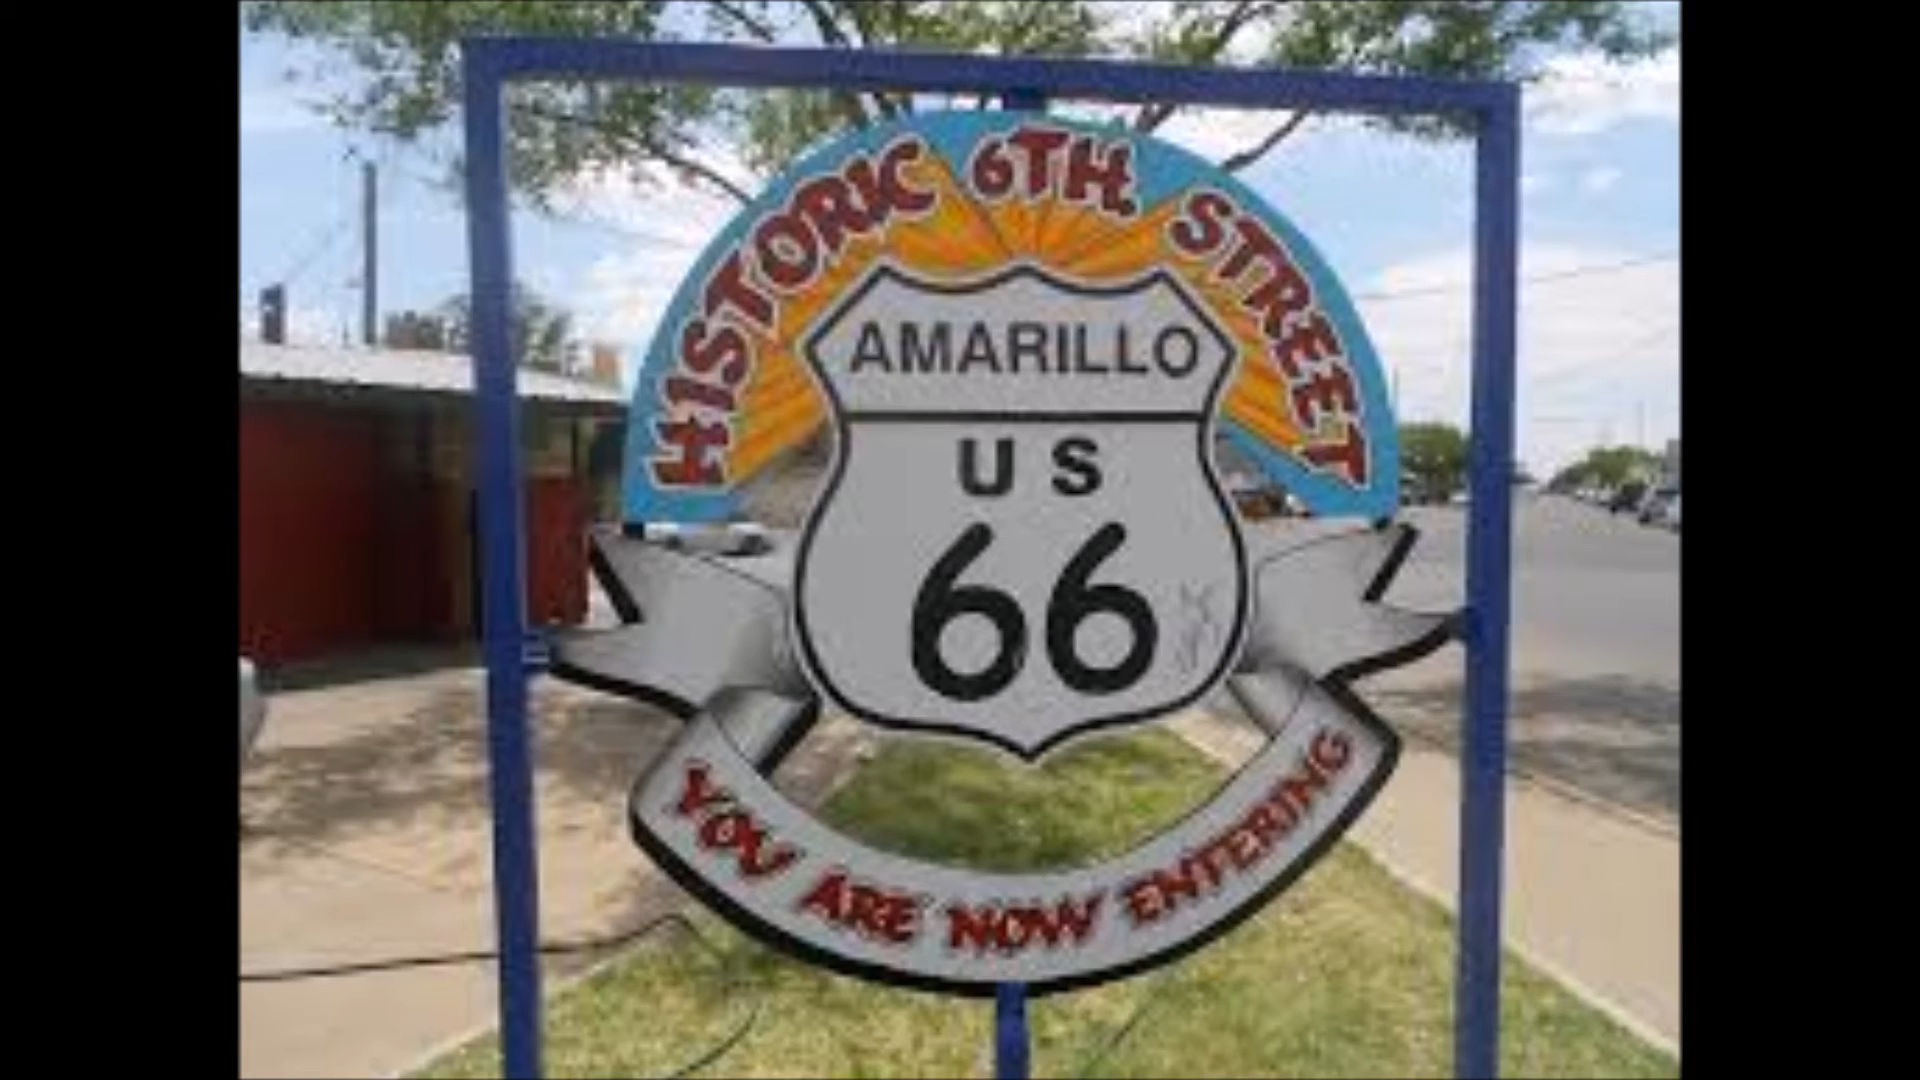 HISTORIC 6TH. STREET
AMARILLO
US
66
YOU ARE NOW ENTERING